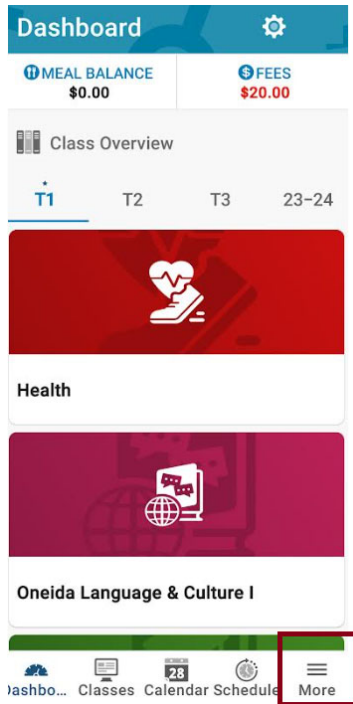 Dashboard
MEAL BALANCE
$0.00
FEES
$20.00
Class Overview
T1 T2 T3 23-24
Health
Oneida Language & Culture I
28
Dashbo... Classes Calendar Schedule More